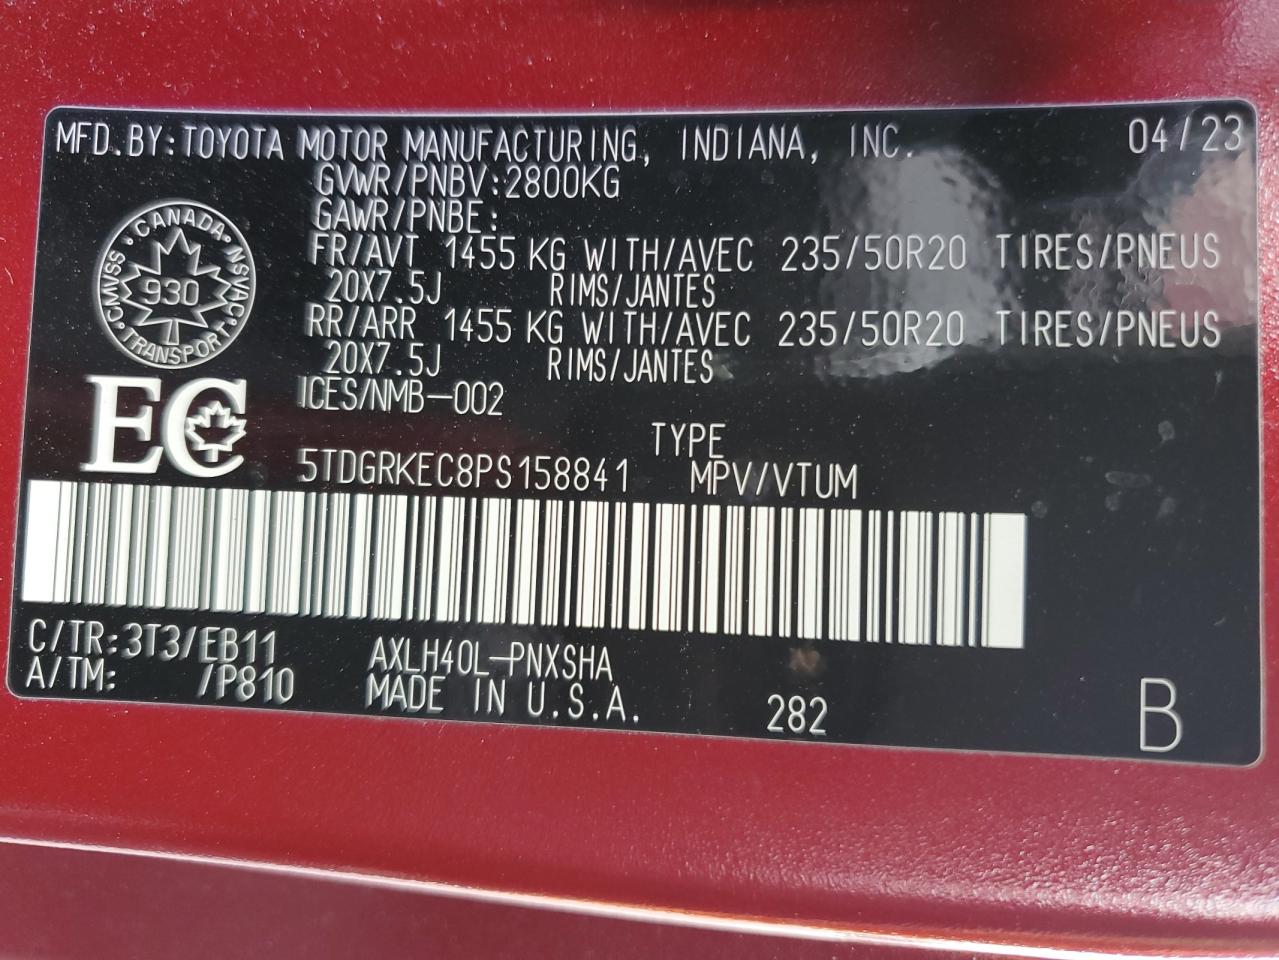 MFD.BY:TOYOTA MOTOR MANUFACTURING, INDIANA, INC. 04/23
GVWR/PNBV:2800KG
GAWR/PNBE:
FR/AVT 1455 KG WITH/AVEC 235/50R20 TIRES/PNEUS
20X7.5J RIMS/JANTES
RR/ARR 1455 KG WITH/AVEC 235/50R20 TIRES/PNEUS
20X7.5J RIMS/JANTES
ICES/NMB-002
CANADA
930
TRANSPORT
CMVSS
NSVAC
EC
TYPE
5TDGRKEC8PS158841 MPV/VTUM
C/TR:3T3/EB11 AXLH40L-PNXSHA
A/TM: /P810 MADE IN U.S.A. 282 B